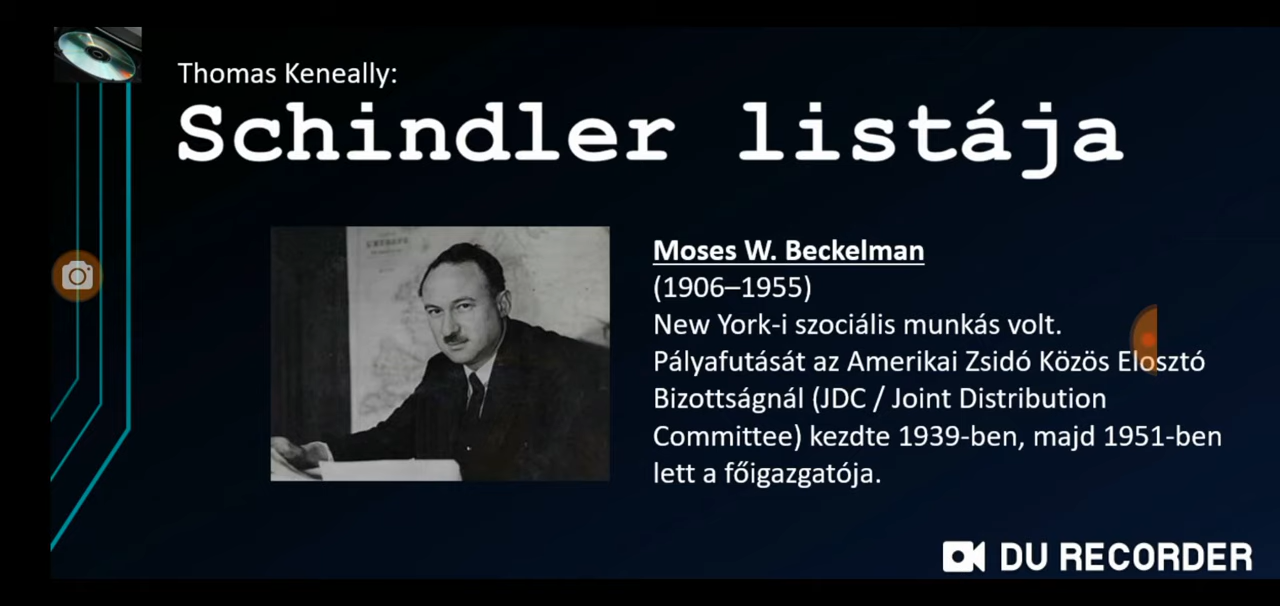 Thomas Keneally:
Schindler listája
Moses W. Beckelman
(1906–1955)
New York-i szociális munkás volt.
Pályafutását az Amerikai Zsidó Közös Elosztó
Bizottságnál (JDC / Joint Distribution
Committee) kezdte 1939-ben, majd 1951-ben
lett a főigazgatója.
DU RECORDER